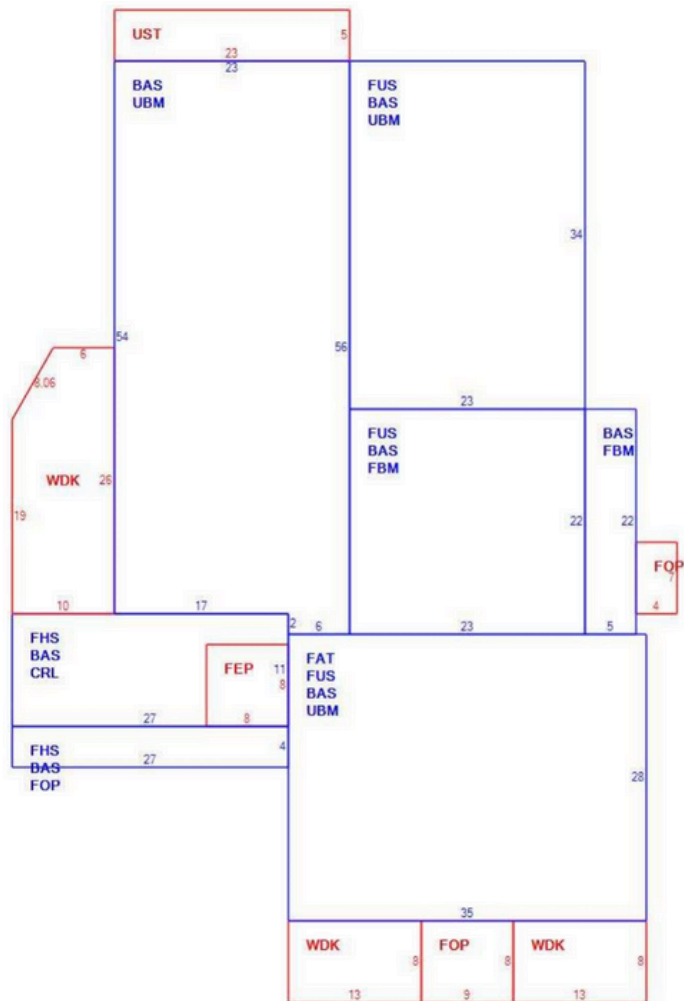 UST
5
23
23
BAS
UBM
FUS
BAS
UBM
34
54
56
6
8.06
23
FUS
BAS
FBM
BAS
FBM
WDK
26
19
22
22
FOP
7
4
10
17
2
6
23
5
FHS
BAS
CRL
FEP
11
8
FAT
FUS
BAS
UBM
27
8
FHS
BAS
FOP
4
27
28
35
WDK
8
FOP
8
WDK
8
13
9
13